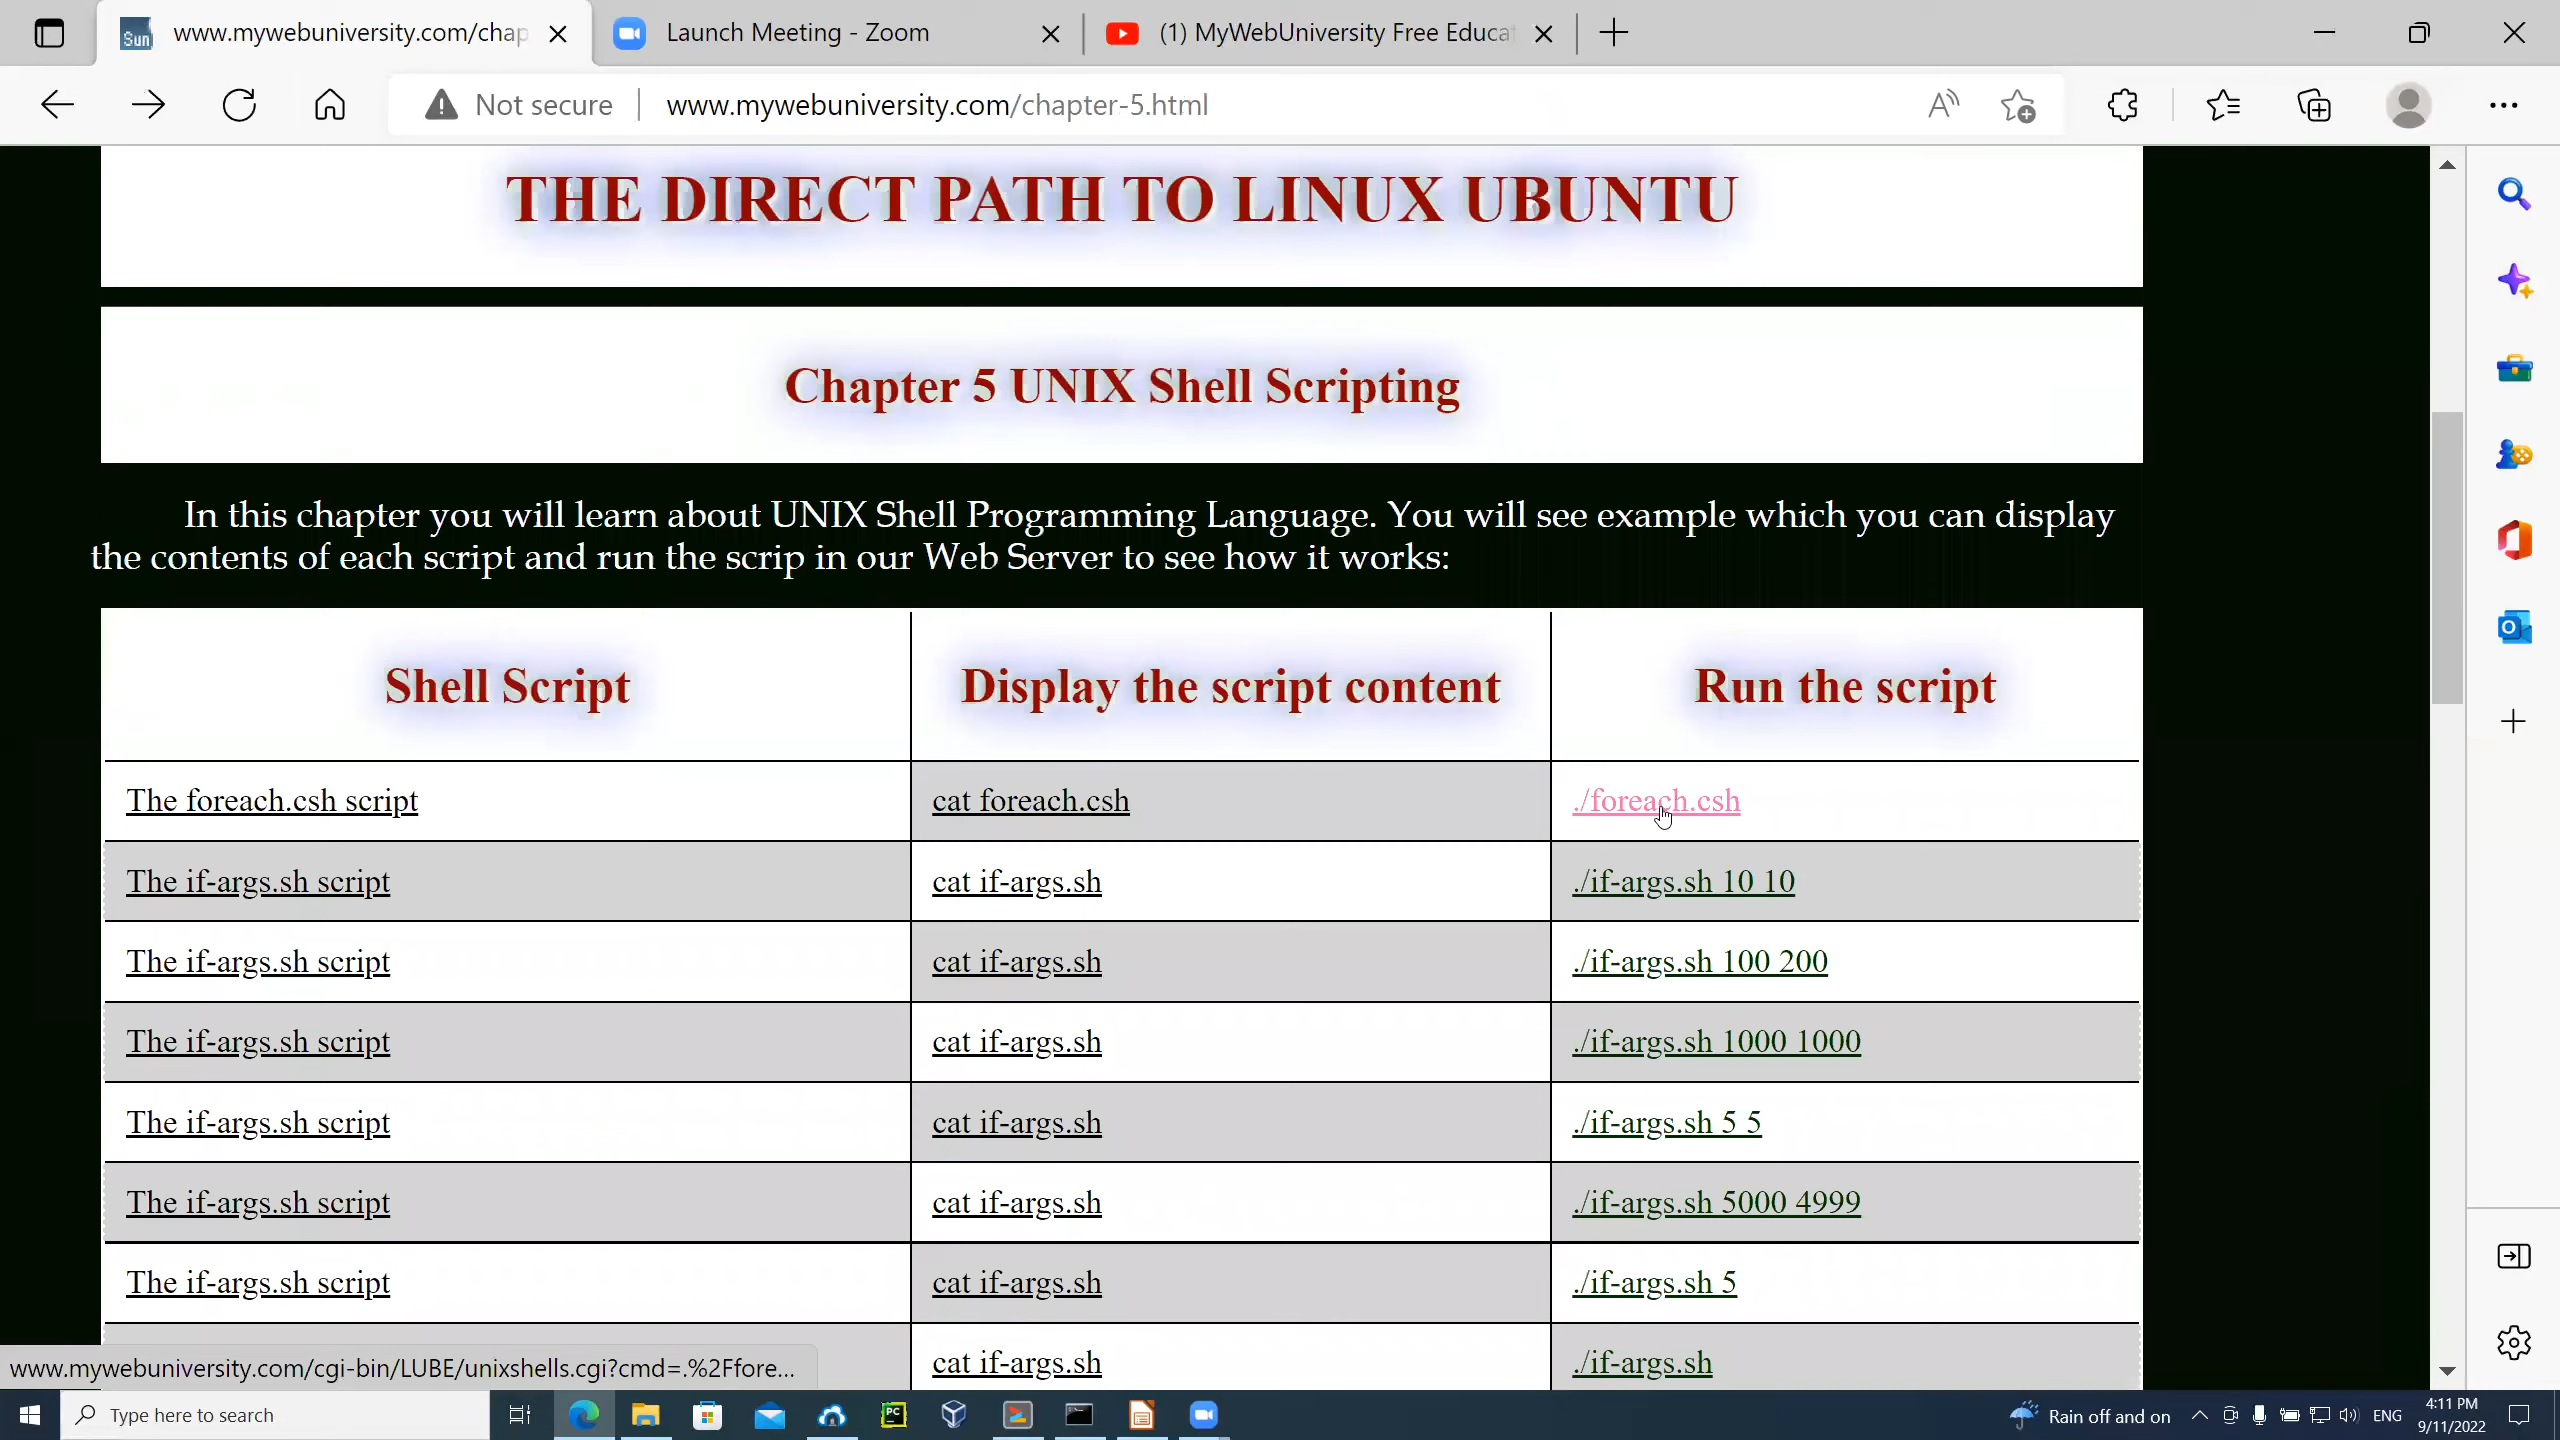 Sun www.mywebuniversity.com/chap Launch Meeting - Zoom (1) MyWebUniversity Free Educa
Not secure www.mywebuniversity.com/chapter-5.html
THE DIRECT PATH TO LINUX UBUNTU
Chapter 5 UNIX Shell Scripting
In this chapter you will learn about UNIX Shell Programming Language. You will see example which you can display
the contents of each script and run the scrip in our Web Server to see how it works:
Shell Script Display the script content Run the script
The foreach.csh script cat foreach.csh ./foreach.csh
The if-args.sh script cat if-args.sh ./if-args.sh 10 10
The if-args.sh script cat if-args.sh ./if-args.sh 100 200
The if-args.sh script cat if-args.sh ./if-args.sh 1000 1000
The if-args.sh script cat if-args.sh ./if-args.sh 5 5
The if-args.sh script cat if-args.sh ./if-args.sh 5000 4999
The if-args.sh script cat if-args.sh ./if-args.sh 5
cat if-args.sh ./if-args.sh
www.mywebuniversity.com/cgi-bin/LUBE/unixshells.cgi?cmd=.%2Ffore...
Type here to search Rain off and on ENG 4:11 PM
9/11/2022